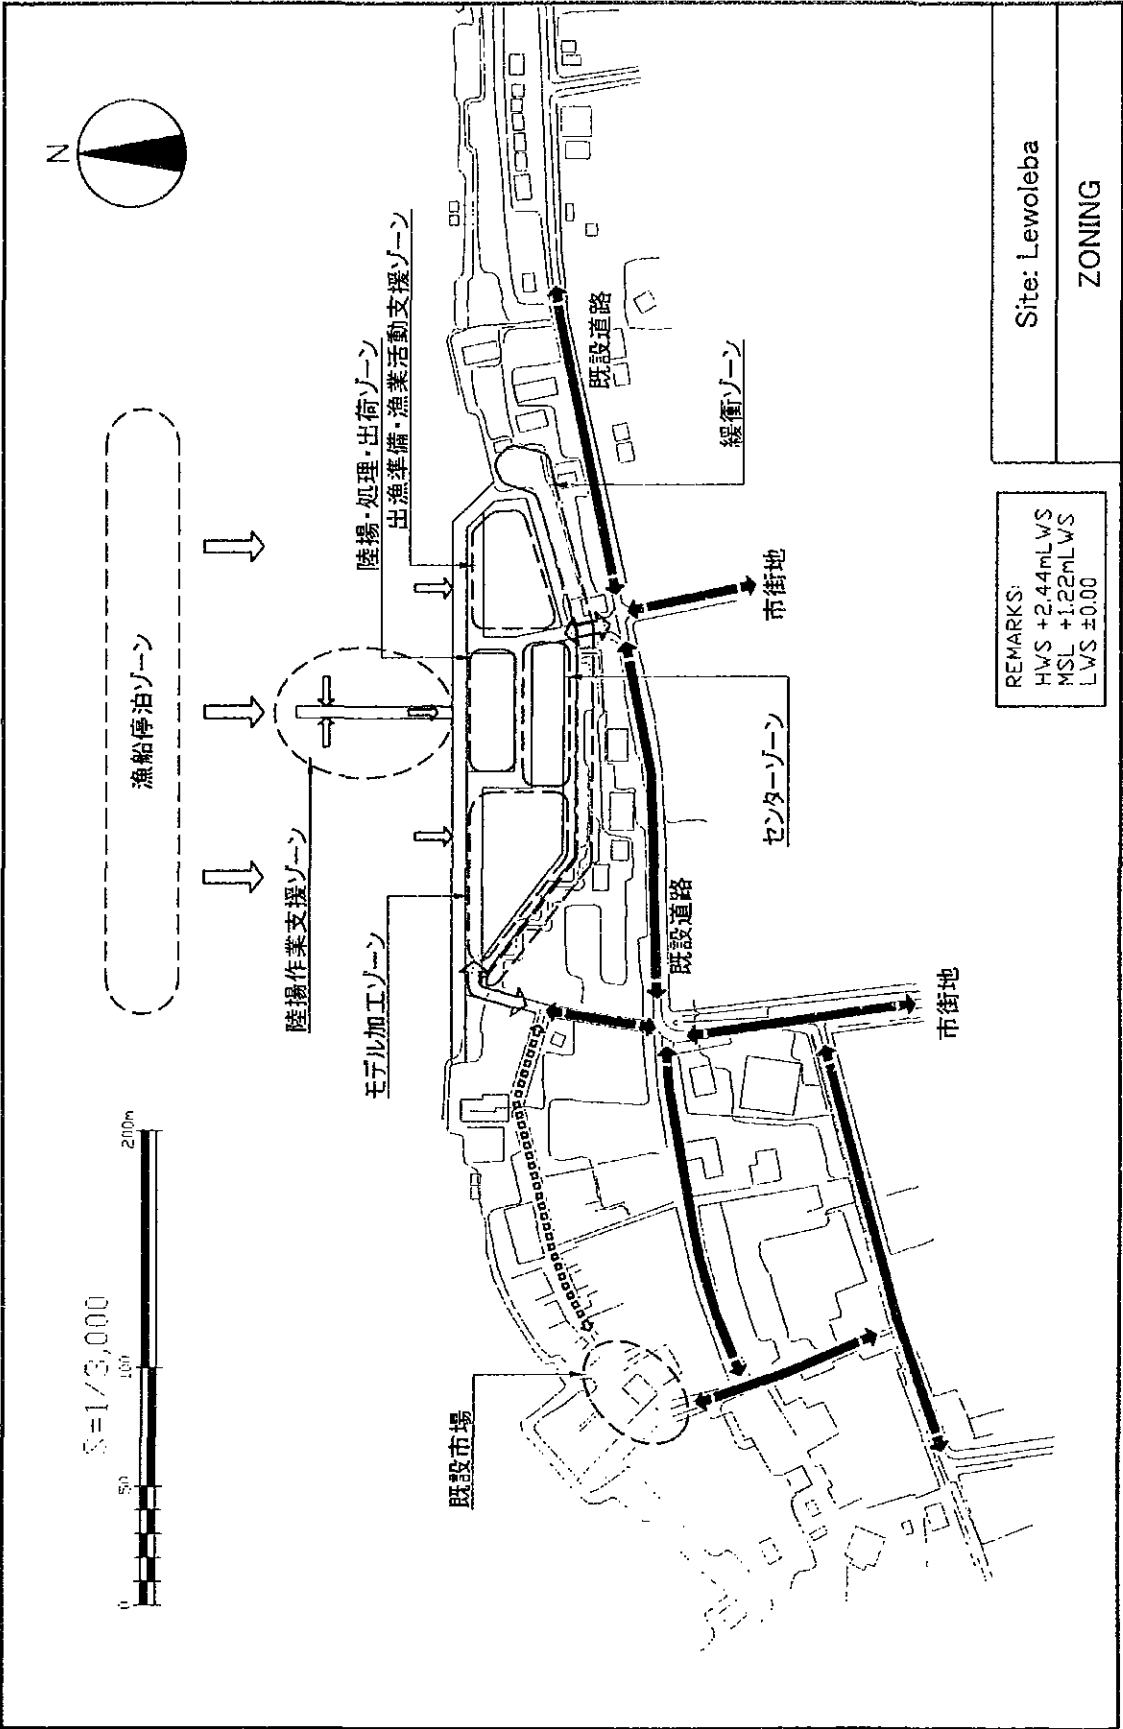 S=1/3,000
0
50
100
200m
N
漁船停泊ゾーン
陸揚作業支援ゾーン
モデル加工ゾーン
陸揚・処理・出荷ゾーン
出漁準備・漁業活動支援ゾーン
既設市場
既設道路
既設道路
緩衝ゾーン
センターゾーン
市街地
市街地
REMARKS:
HWS +2.44mLWS
MSL +1.22mLWS
LWS ±0.00
Site: Lewoleba
ZONING